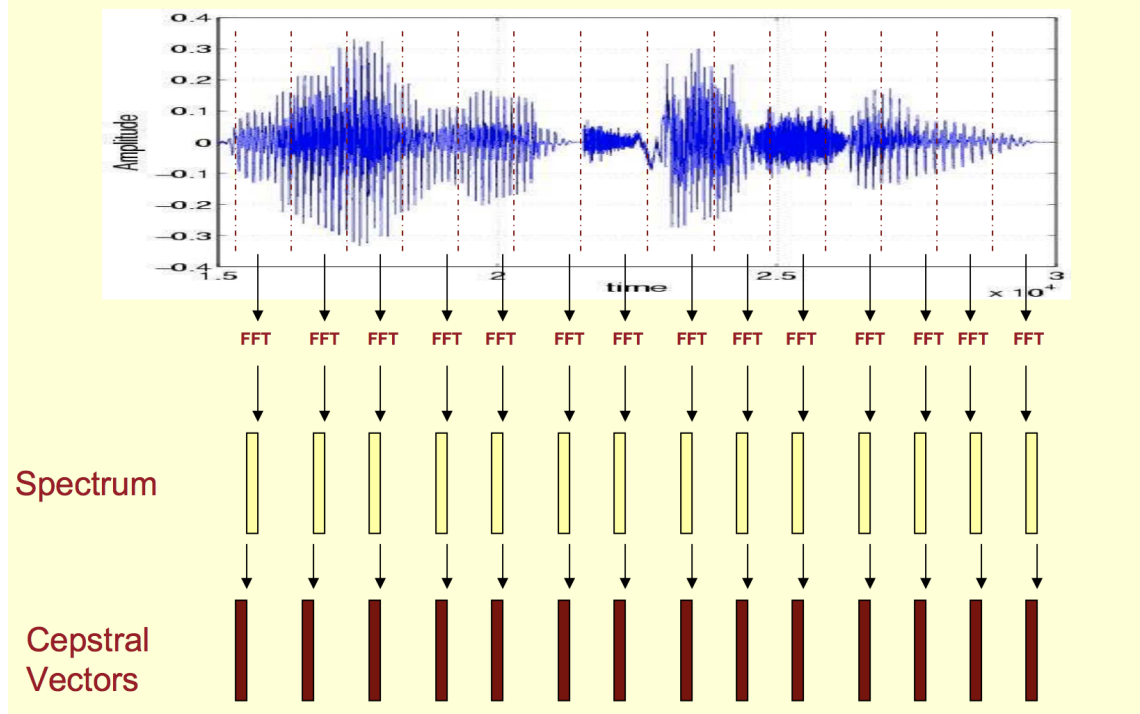 0.4
0.3
0.2
0.1
0
−0.1
−0.2
−0.3
−0.4
Amplitude
1.5 2 2.5 3
time
× 10⁴
FFT FFT FFT FFT FFT FFT FFT FFT FFT FFT FFT FFT FFT FFT
Spectrum
Cepstral
Vectors